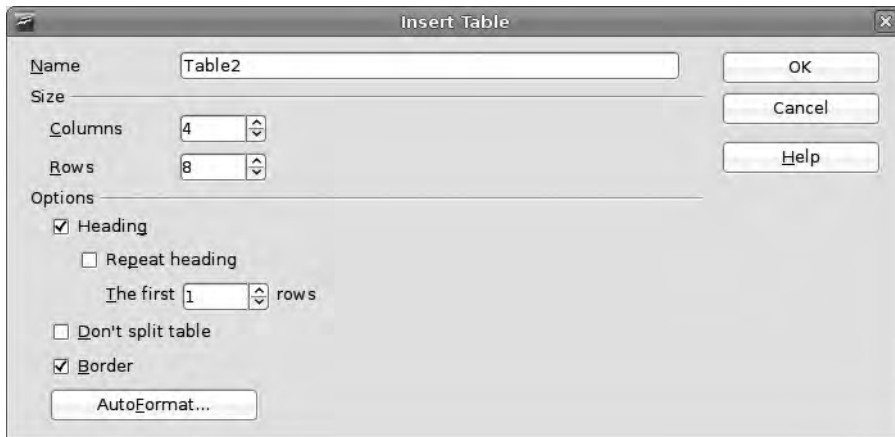 Insert Table
Name Table2
OK
Size
Cancel
Columns 4
Help
Rows 8
Options
Heading
Repeat heading
The first 1 rows
Don't split table
Border
AutoFormat...